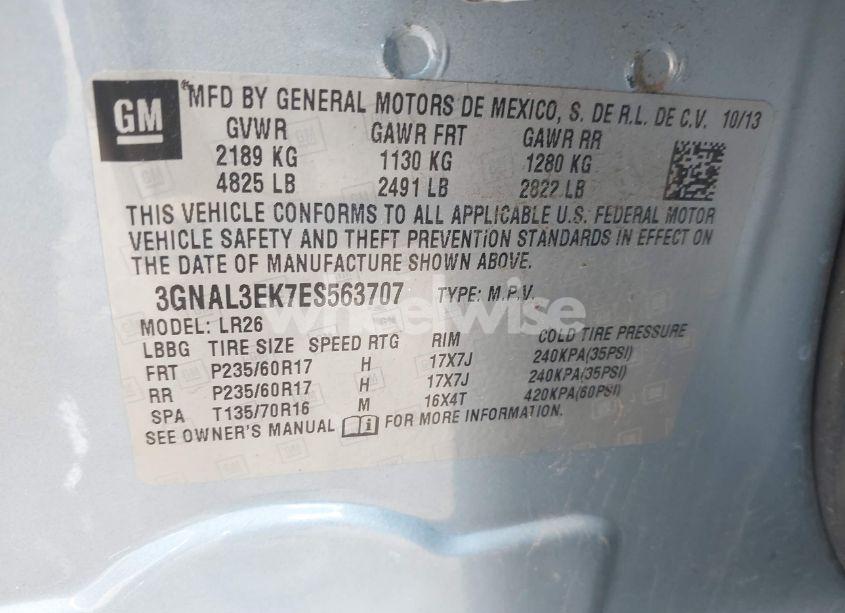 GM
MFD BY GENERAL MOTORS DE MEXICO, S. DE R.L. DE C.V. 10/13
GVWR GAWR FRT GAWR RR
2189 KG 1130 KG 1280 KG
4825 LB 2491 LB 2822 LB
THIS VEHICLE CONFORMS TO ALL APPLICABLE U.S. FEDERAL MOTOR
VEHICLE SAFETY AND THEFT PREVENTION STANDARDS IN EFFECT ON
THE DATE OF MANUFACTURE SHOWN ABOVE.
3GNAL3EK7ES563707 TYPE: M.P.V.
wheelwise
MODEL: LR26
LBBG TIRE SIZE SPEED RTG RIM COLD TIRE PRESSURE
FRT P235/60R17 H 17X7J 240KPA(35PSI)
RR P235/60R17 H 17X7J 240KPA(35PSI)
SPA T135/70R16 M 16X4T 420KPA(60PSI)
SEE OWNER'S MANUAL i FOR MORE INFORMATION.